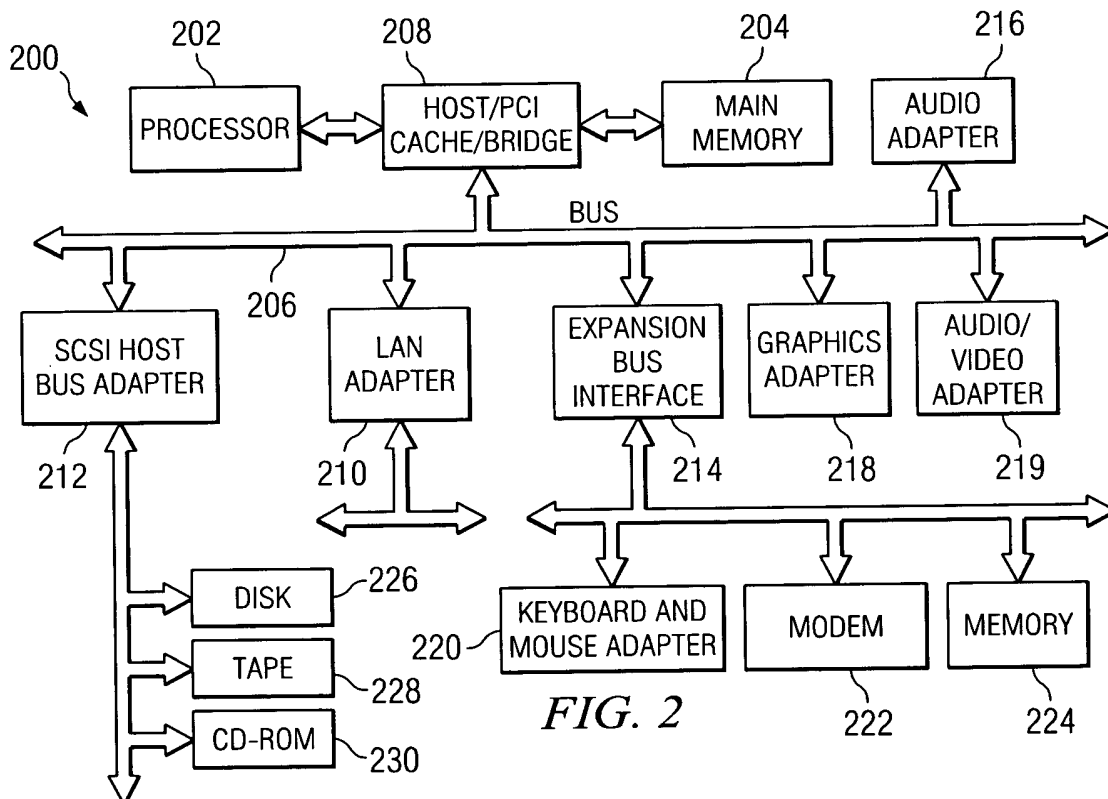 200
202
208
204
216
PROCESSOR
HOST/PCI
CACHE/BRIDGE
MAIN
MEMORY
AUDIO
ADAPTER
BUS
206
SCSI HOST
BUS ADAPTER
LAN
ADAPTER
EXPANSION
BUS
INTERFACE
GRAPHICS
ADAPTER
AUDIO/
VIDEO
ADAPTER
212
210
214
218
219
DISK
226
TAPE
228
CD-ROM
230
220
KEYBOARD AND
MOUSE ADAPTER
MODEM
MEMORY
222
224
FIG. 2